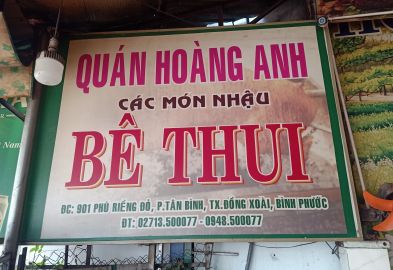 QUÁN HOÀNG ANH
CÁC MÓN NHẬU
BÊ THUI
ĐC: 901 PHÚ RIỀNG ĐỎ, P.TÂN BÌNH, TX.ĐỒNG XOÀI, BÌNH PHƯỚC
ĐT: 02713.500077 - 0948.500077
Nam